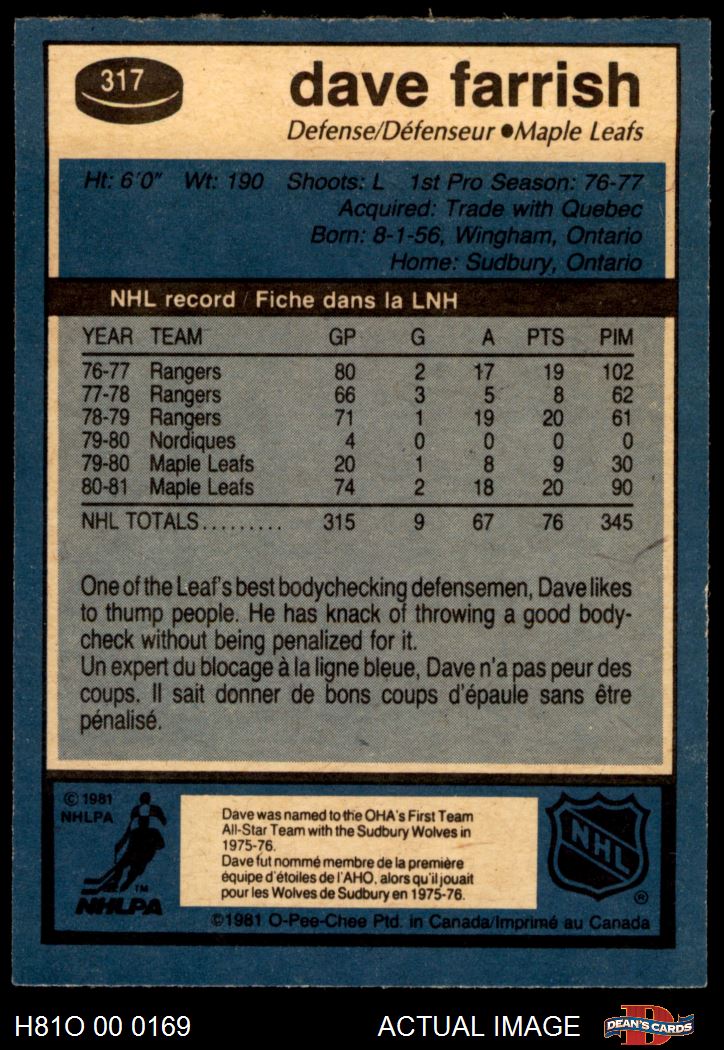 317
dave farrish
Defense/Défenseur ●Maple Leafs
Ht: 6'0" Wt: 190 Shoots: L 1st Pro Season: 76-77
Acquired: Trade with Quebec
Born: 8-1-56, Wingham, Ontario
Home: Sudbury, Ontario
NHL record / Fiche dans la LNH
YEAR TEAM GP G A PTS PIM
76-77 Rangers 80 2 17 19 102
77-78 Rangers 66 3 5 8 62
78-79 Rangers 71 1 19 20 61
79-80 Nordiques 4 0 0 0 0
79-80 Maple Leafs 20 1 8 9 30
80-81 Maple Leafs 74 2 18 20 90
NHL TOTALS......... 315 9 67 76 345
One of the Leaf's best bodychecking defensemen, Dave likes
to thump people. He has knack of throwing a good body-
check without being penalized for it.
Un expert du blocage à la ligne bleue, Dave n'a pas peur des
coups. Il sait donner de bons coups d'épaule sans être
pénalisé.
© 1981
NHLPA
TM
NHLPA
Dave was named to the OHA's First Team
All-Star Team with the Sudbury Wolves in
1975-76.
Dave fut nommé membre de la première
équipe d'étoiles de l'AHO, alors qu'il jouait
pour les Wolves de Sudbury en 1975-76.
NHL
®
©1981 O-Pee-Chee Ptd. in Canada/Imprimé au Canada
H81O 00 0169
ACTUAL IMAGE
D
DEAN'S CARDS